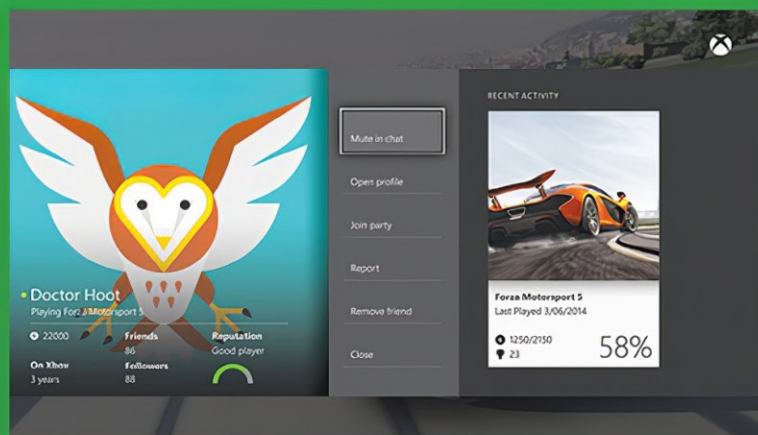 Doctor Hoot
Playing Forza Motorsport 5
22000
Friends
86
Reputation
Good player
On Xbox
3 years
Followers
88
Mute in chat
Open profile
Join party
Report
Remove friend
Close
RECENT ACTIVITY
Forza Motorsport 5
Last Played 3/06/2014
1250/2150
23
58%